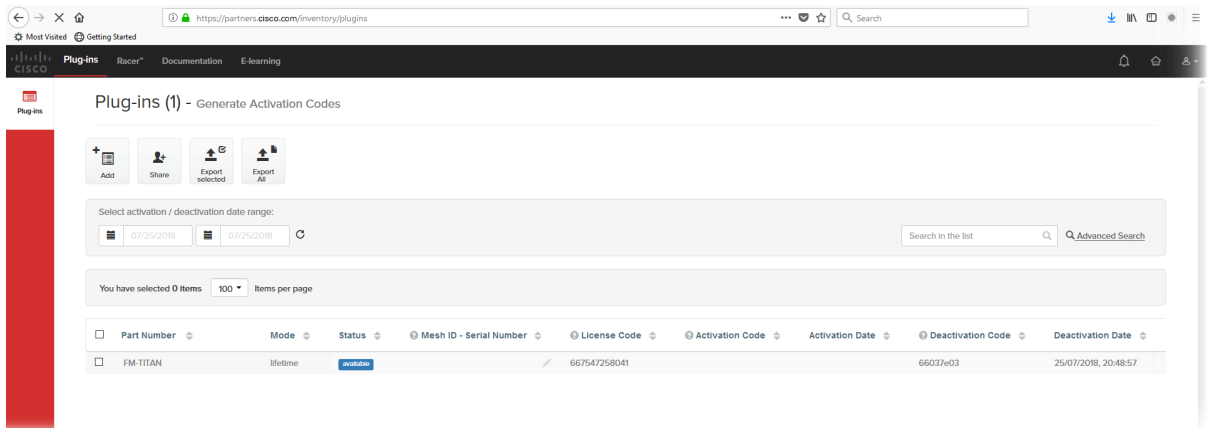 https://partners.cisco.com/inventory/plugins
Search
Most Visited Getting Started
CISCO Plug-ins Racer™ Documentation E-learning
Plug-ins
Plug-ins (1) - Generate Activation Codes
Add
Share
Export selected
Export All
Select activation / deactivation date range:
07/25/2018 07/25/2018 Search in the list Advanced Search
You have selected 0 items 100 Items per page
Part Number Mode Status Mesh ID - Serial Number License Code Activation Code Activation Date Deactivation Code Deactivation Date
FM-TITAN lifetime available 667547258041 66037e03 25/07/2018, 20:48:57